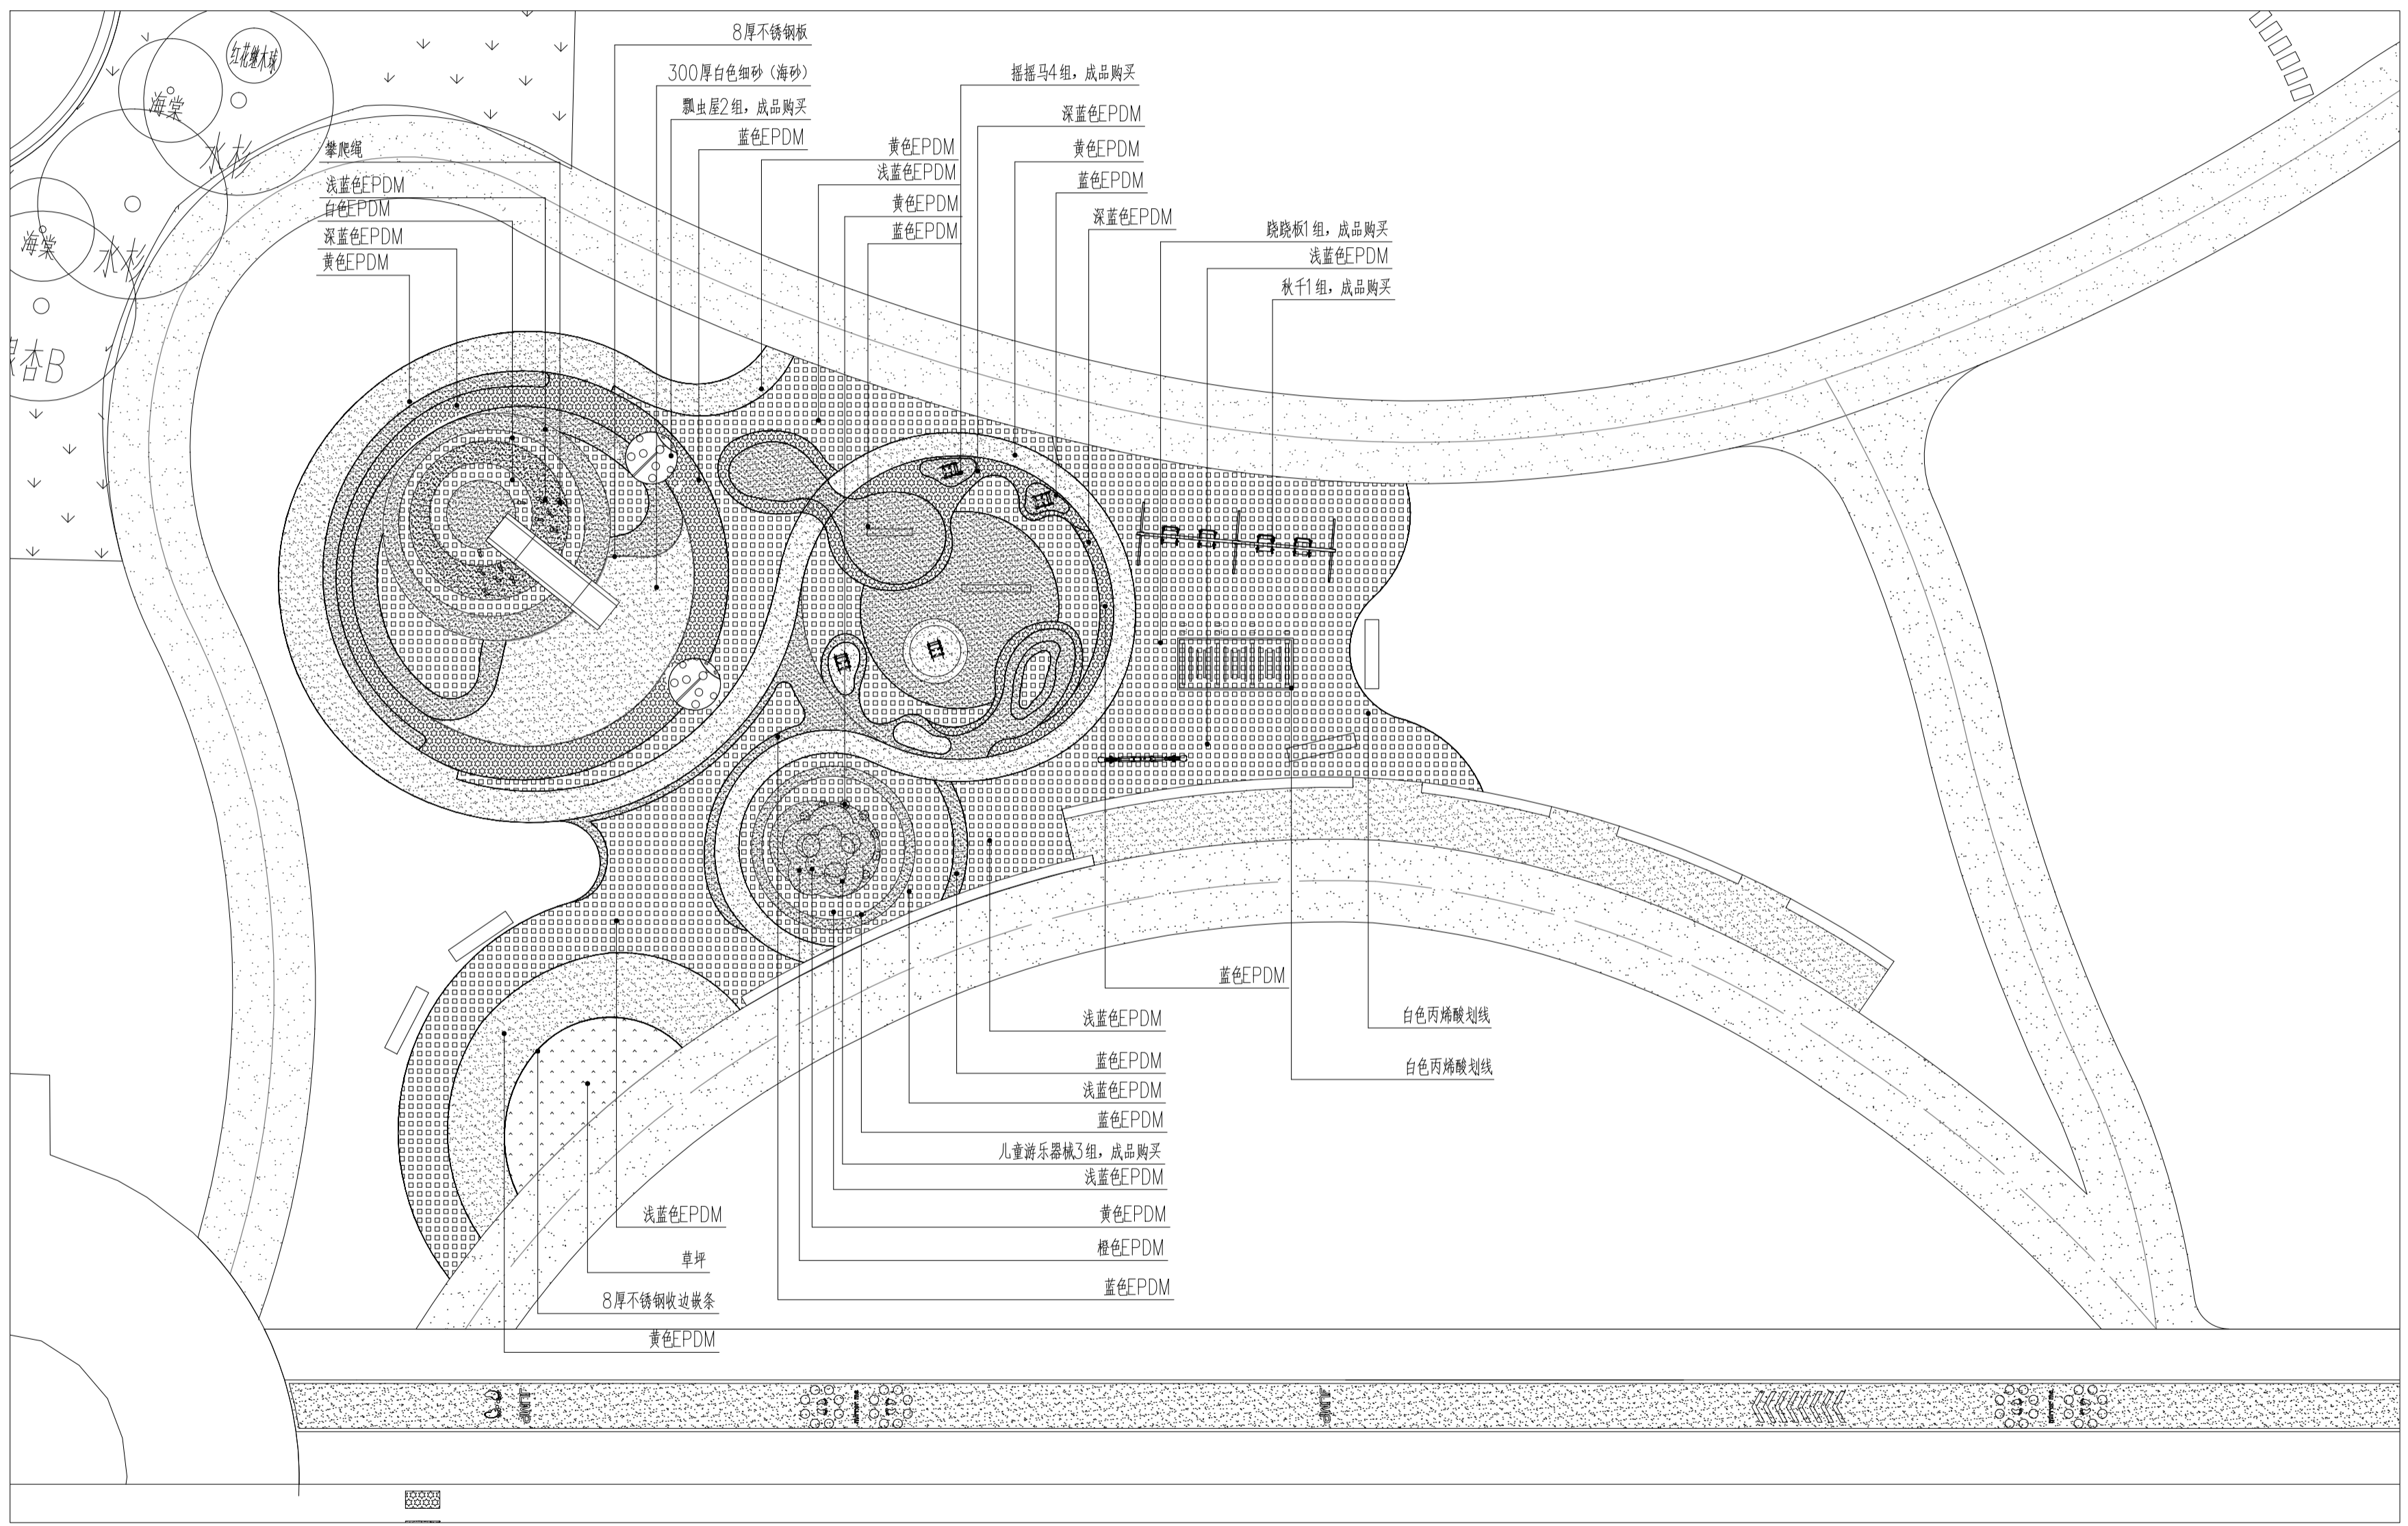 8厚不锈钢板
红花继木球
300厚白色细砂（海砂）
摇摇马4组，成品购买
海棠
瓢虫屋2组，成品购买
深蓝色EPDM
蓝色EPDM
水杉
攀爬绳
黄色EPDM
黄色EPDM
浅蓝色EPDM
浅蓝色EPDM
蓝色EPDM
白色EPDM
黄色EPDM
深蓝色EPDM
海棠
水杉
深蓝色EPDM
蓝色EPDM
跷跷板1组，成品购买
黄色EPDM
浅蓝色EPDM
秋千1组，成品购买
杏B
蓝色EPDM
浅蓝色EPDM
白色丙烯酸划线
蓝色EPDM
白色丙烯酸划线
浅蓝色EPDM
蓝色EPDM
儿童游乐器械3组，成品购买
浅蓝色EPDM
浅蓝色EPDM
黄色EPDM
草坪
橙色EPDM
蓝色EPDM
8厚不锈钢收边嵌条
黄色EPDM
JUMP
JUMP